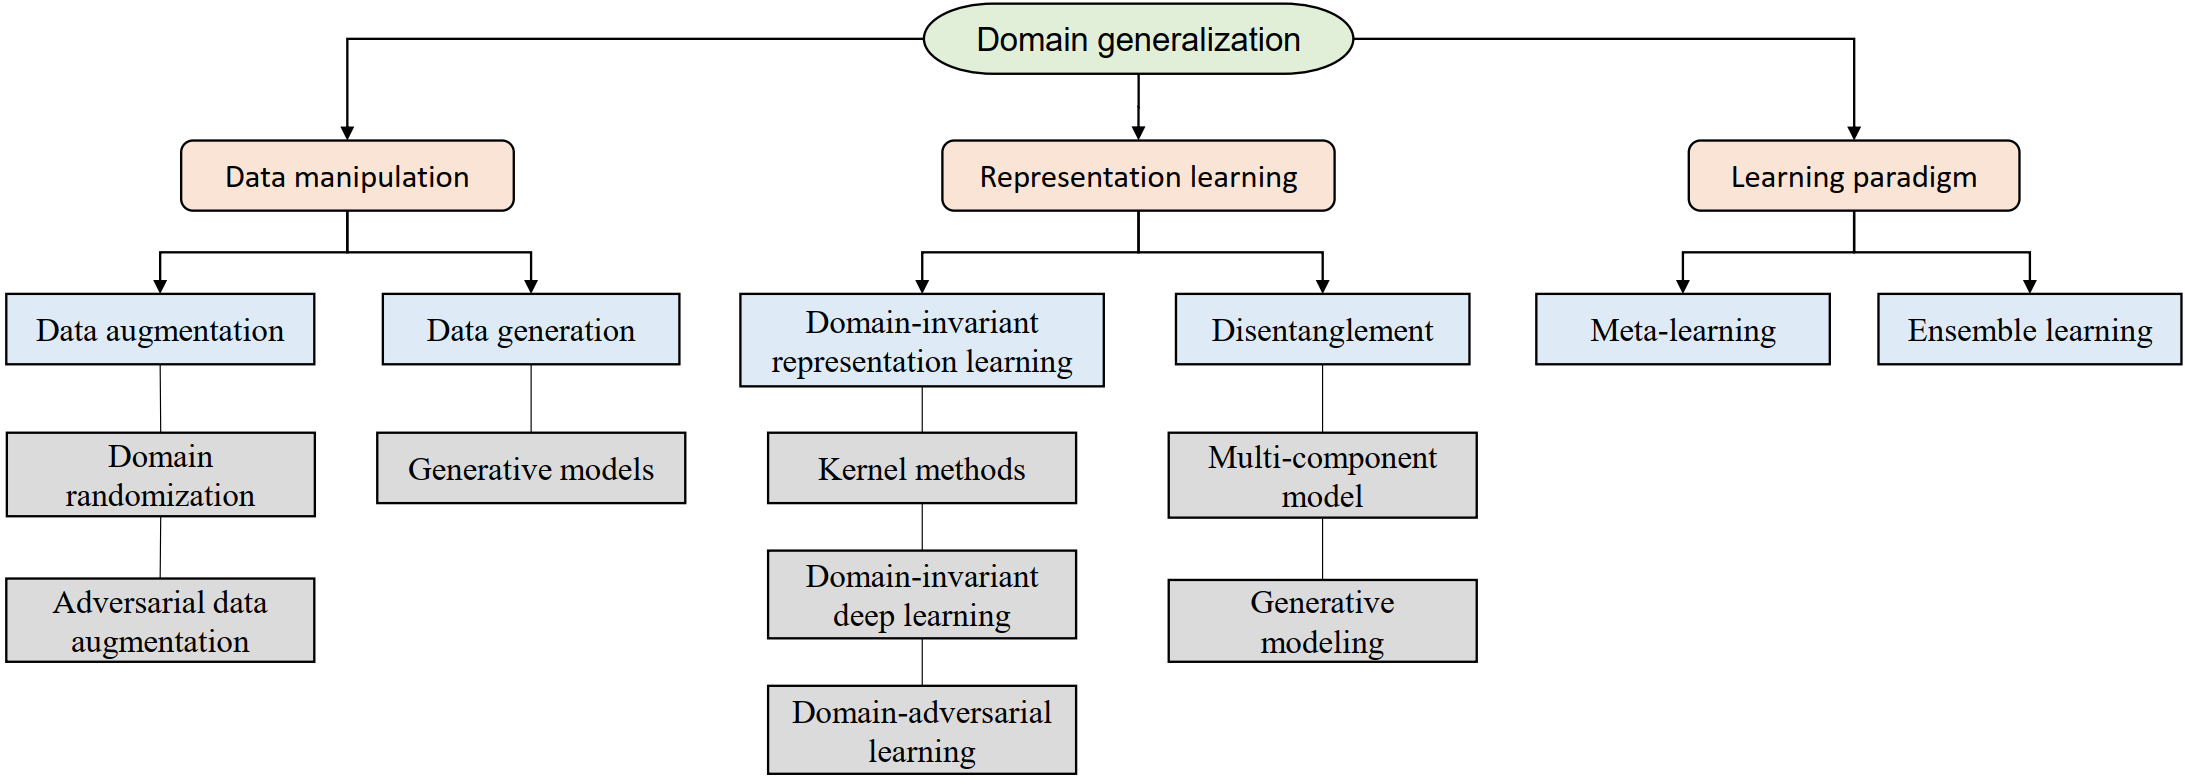 Domain generalization
Data manipulation
Representation learning
Learning paradigm
Data augmentation
Data generation
Domain-invariant
representation learning
Disentanglement
Meta-learning
Ensemble learning
Domain
randomization
Generative models
Kernel methods
Multi-component
model
Adversarial data
augmentation
Domain-invariant
deep learning
Generative
modeling
Domain-adversarial
learning